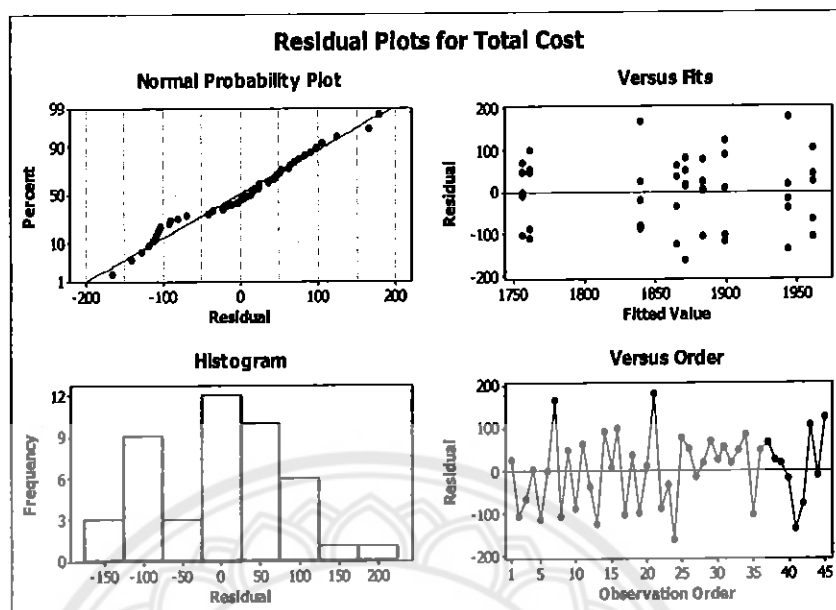 Residual Plots for Total Cost
Normal Probability Plot
99
90
50
10
1
Percent
-200 -100 0 100 200
Residual
Versus Fits
200
100
0
-100
-200
Residual
1750 1800 1850 1900 1950
Fitted Value
Histogram
12
9
6
3
0
Frequency
-150 -100 -50 0 50 100 150 200
Residual
Versus Order
200
100
0
-100
-200
Residual
1 5 10 15 20 25 30 35 40 45
Observation Order